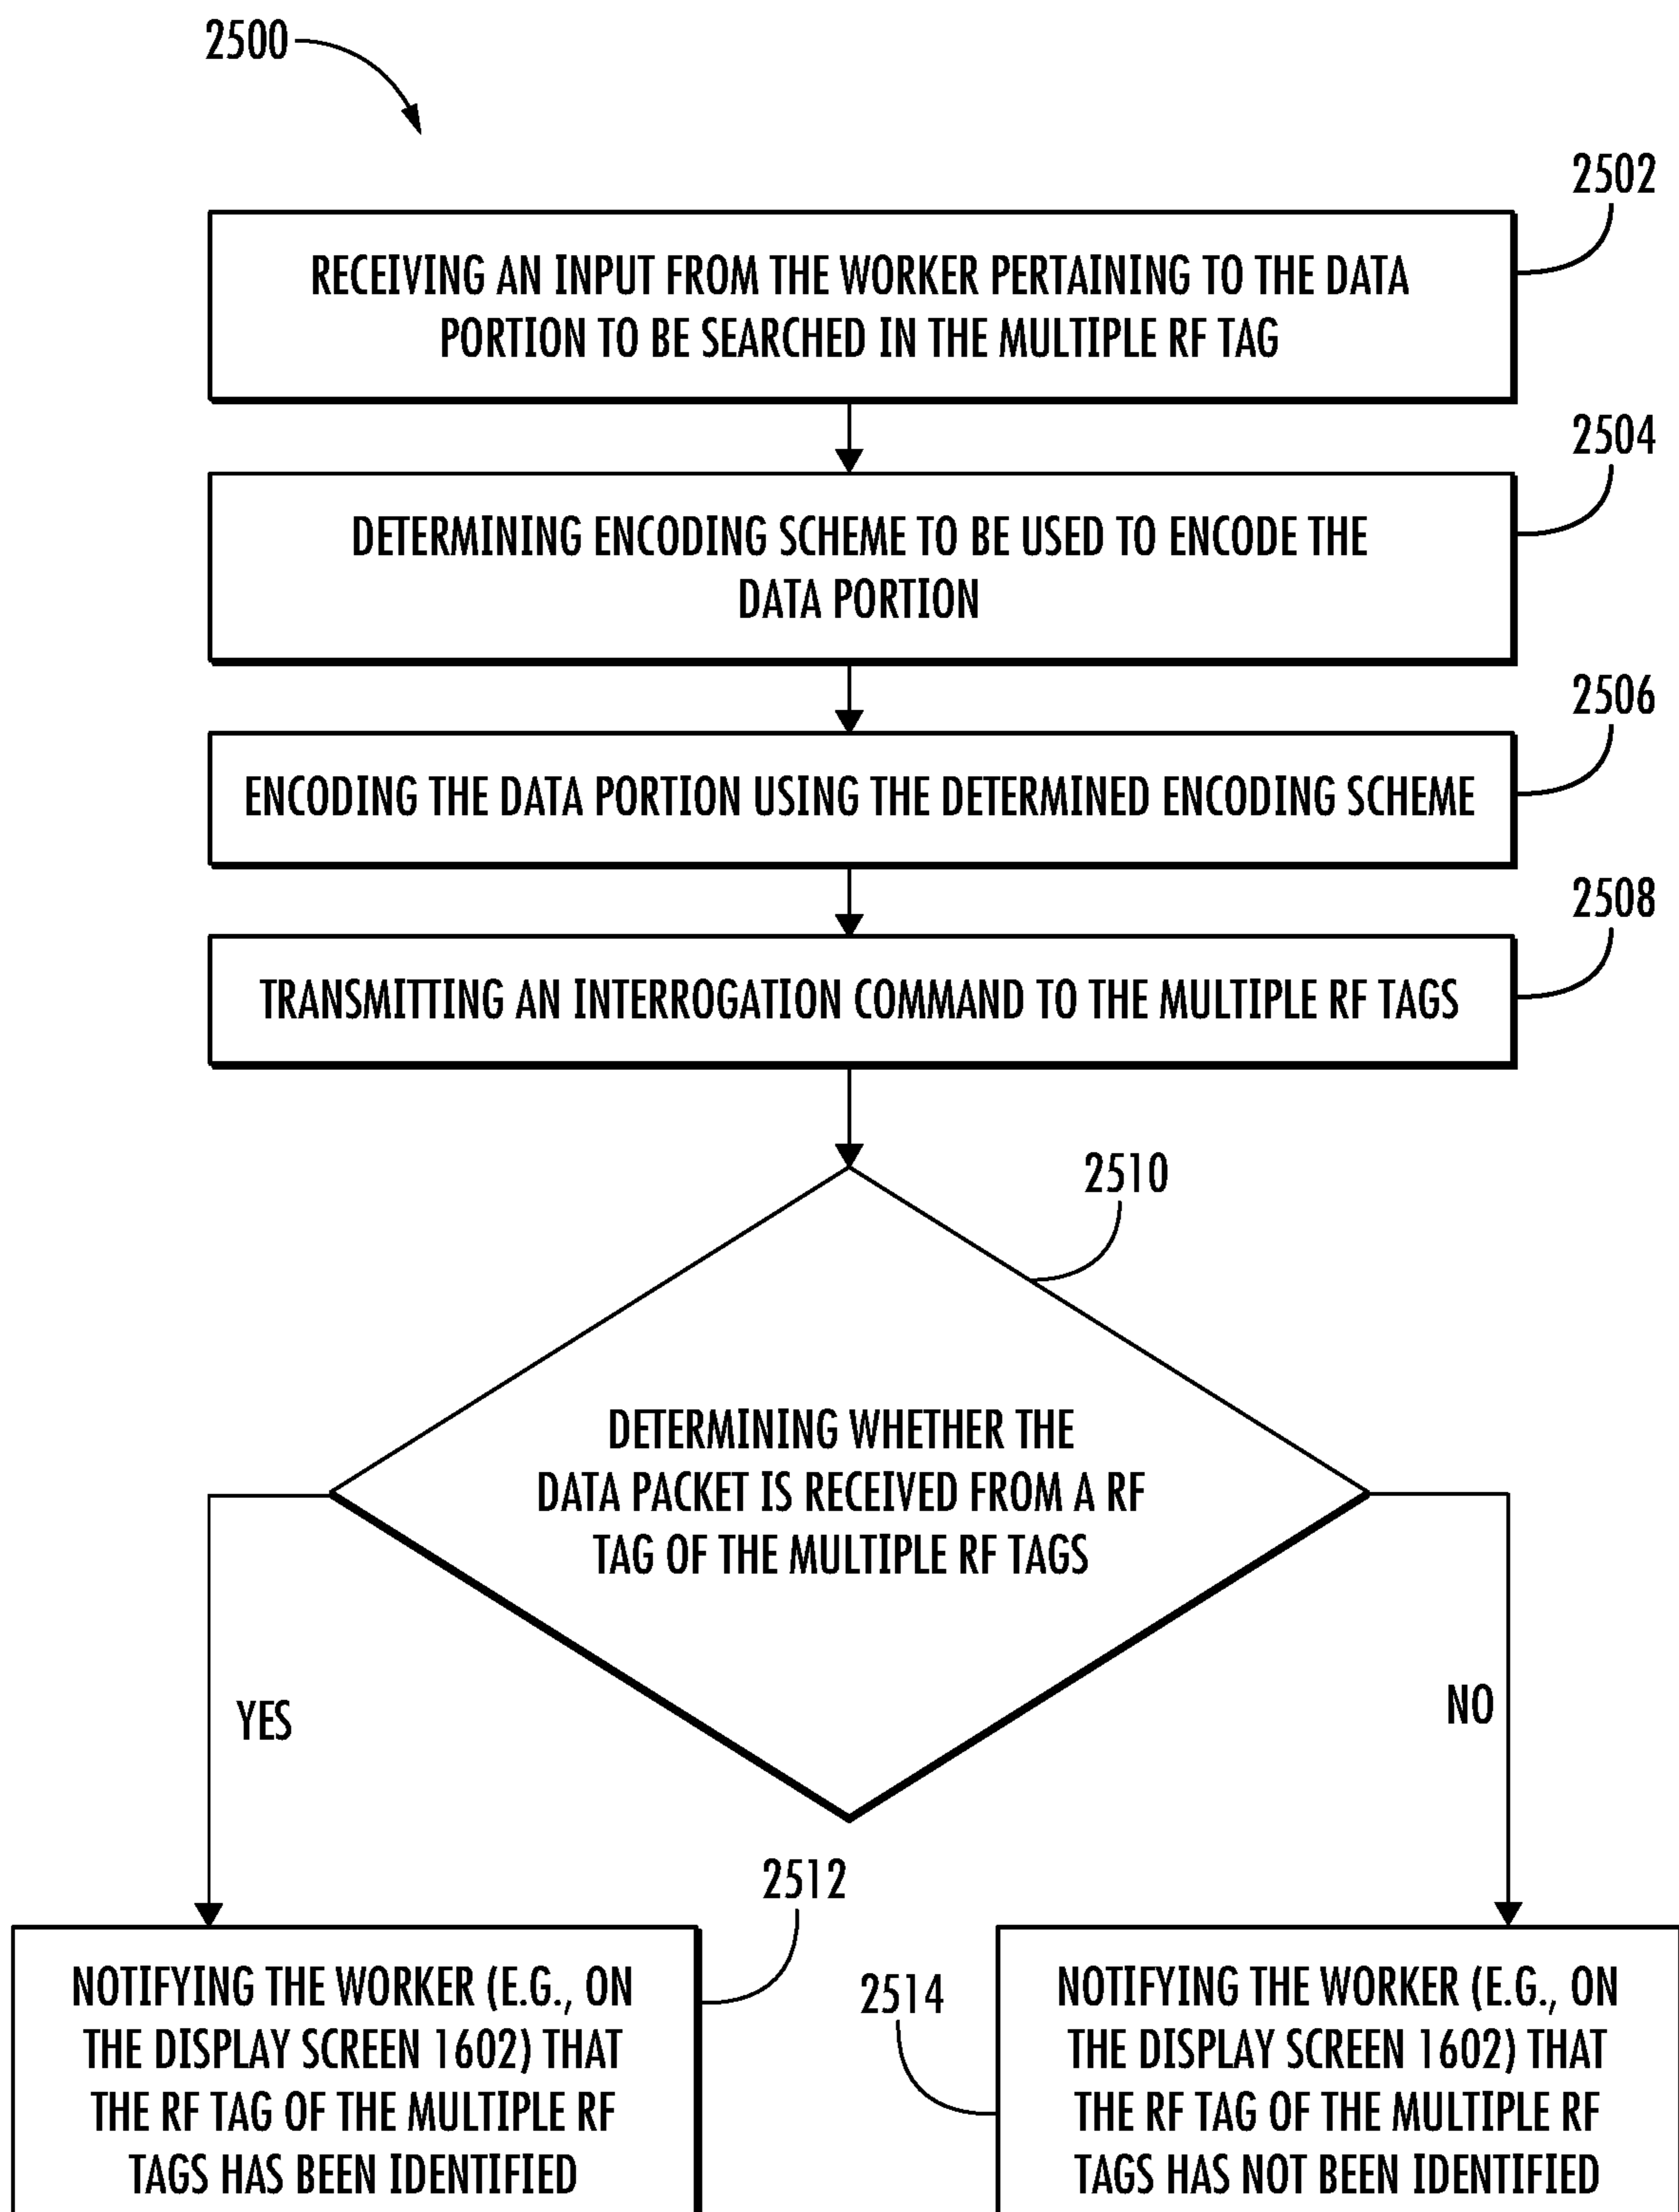 2500
2502
RECEIVING AN INPUT FROM THE WORKER PERTAINING TO THE DATA
PORTION TO BE SEARCHED IN THE MULTIPLE RF TAG
2504
DETERMINING ENCODING SCHEME TO BE USED TO ENCODE THE
DATA PORTION
2506
ENCODING THE DATA PORTION USING THE DETERMINED ENCODING SCHEME
2508
TRANSMITTING AN INTERROGATION COMMAND TO THE MULTIPLE RF TAGS
2510
DETERMINING WHETHER THE
DATA PACKET IS RECEIVED FROM A RF
TAG OF THE MULTIPLE RF TAGS
YES
NO
2512
NOTIFYING THE WORKER (E.G., ON
THE DISPLAY SCREEN 1602) THAT
THE RF TAG OF THE MULTIPLE RF
TAGS HAS BEEN IDENTIFIED
2514
NOTIFYING THE WORKER (E.G., ON
THE DISPLAY SCREEN 1602) THAT
THE RF TAG OF THE MULTIPLE RF
TAGS HAS NOT BEEN IDENTIFIED